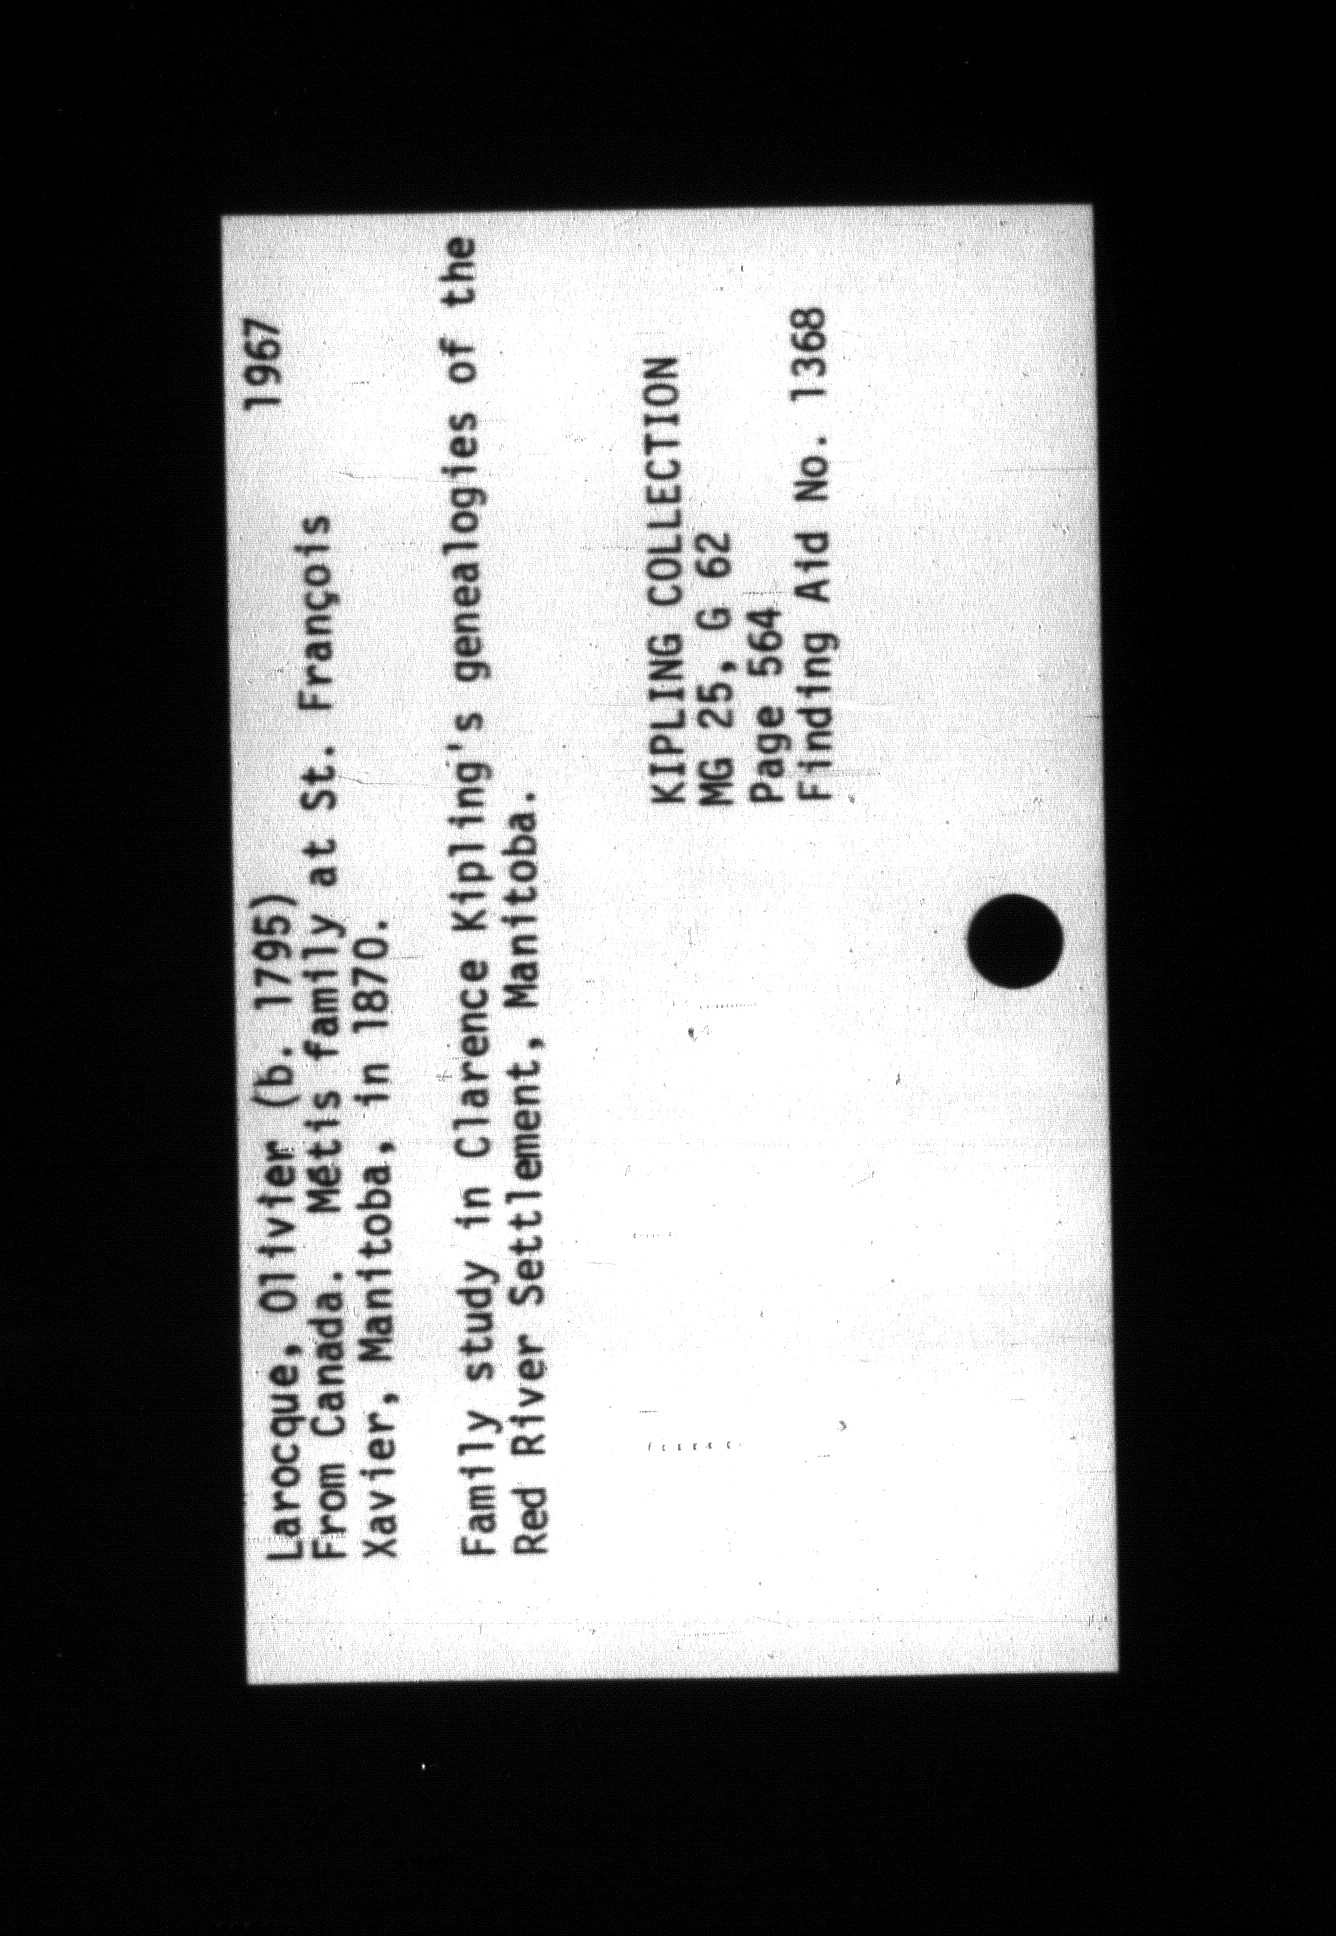 Larocque, Olivier (b. 1795) 1967
From Canada. Métis family at St. François
Xavier, Manitoba, in 1870.
Family study in Clarence Kipling's genealogies of the
Red River Settlement, Manitoba.
KIPLING COLLECTION
MG 25, G 62
Page 564
Finding Aid No. 1368